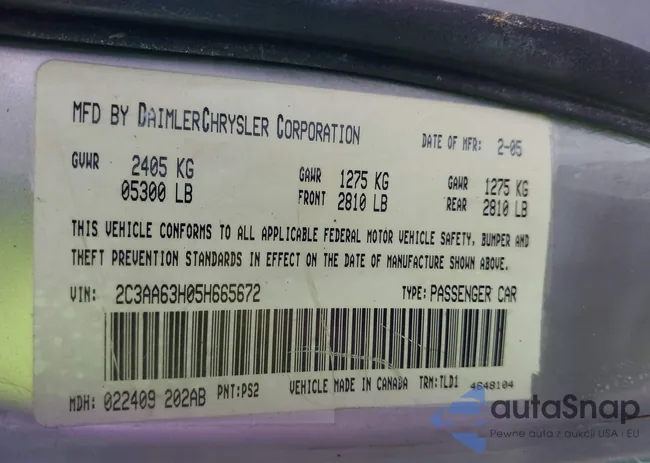 MFD BY DAIMLERCHRYSLER CORPORATION
DATE OF MFR: 2-05
GVWR 2405 KG
05300 LB
GAWR 1275 KG
FRONT 2810 LB
GAWR 1275 KG
REAR 2810 LB
THIS VEHICLE CONFORMS TO ALL APPLICABLE FEDERAL MOTOR VEHICLE SAFETY, BUMPER AND
THEFT PREVENTION STANDARDS IN EFFECT ON THE DATE OF MANUFACTURE SHOWN ABOVE.
VIN: 2C3AA63H05H665672
TYPE: PASSENGER CAR
MDH: 022409 202AB
PNT: PS2
VEHICLE MADE IN CANADA
TRM: TLD1
4648104
autaSnap
Pewne auta z aukcji USA i EU